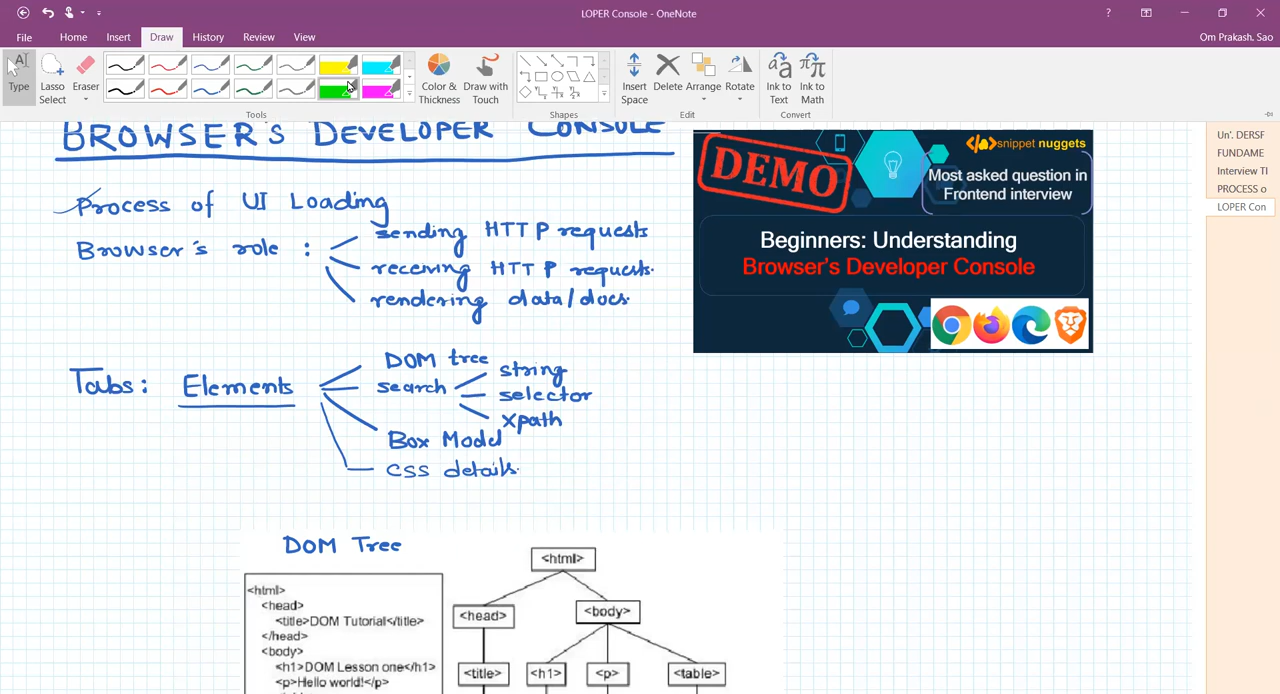 LOPER Console - OneNote
?
File
Home
Insert
Draw
History
Review
View
Om Prakash, Sao
Type
Lasso Select
Eraser
Color & Thickness
Draw with Touch
Insert Space
Delete
Arrange
Rotate
Ink to Text
Ink to Math
Tools
Shapes
Edit
Convert
BROWSER'S DEVELOPER CONSOLE
Process of UI Loading
Browser's role :
sending HTTP requests
receiving HTTP requests.
rendering data/docs.
Tabs: Elements
DOM tree
search
string
selector
xpath
Box Model
CSS details.
DEMO
snippet nuggets
Most asked question in
Frontend interview
Beginners: Understanding
Browser's Developer Console
Un'. DERSF
FUNDAME
Interview TI
PROCESS o
LOPER Con
DOM Tree
<html>
<head>
<title>DOM Tutorial</title>
</head>
<body>
<h1>DOM Lesson one</h1>
<p>Hello world!</p>
<html>
<head>
<body>
<title>
<h1>
<p>
<table>